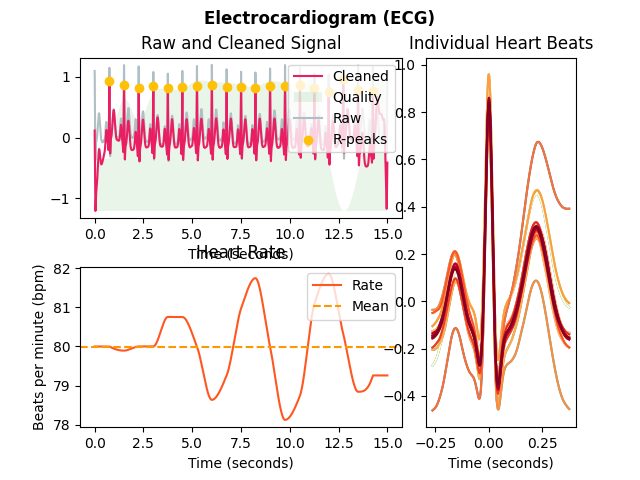 Electrocardiogram (ECG)
Raw and Cleaned Signal
Cleaned
Quality
Raw
R-peaks
1
0
−1
0.0 2.5 5.0 7.5 10.0 12.5 15.0
Time (seconds)
Heart Rate
Rate
Mean
82
81
80
79
78
Beats per minute (bpm)
0.0 2.5 5.0 7.5 10.0 12.5 15.0
Time (seconds)
Individual Heart Beats
1.0
0.8
0.6
0.4
0.2
0.0
−0.2
−0.4
−0.25 0.00 0.25
Time (seconds)